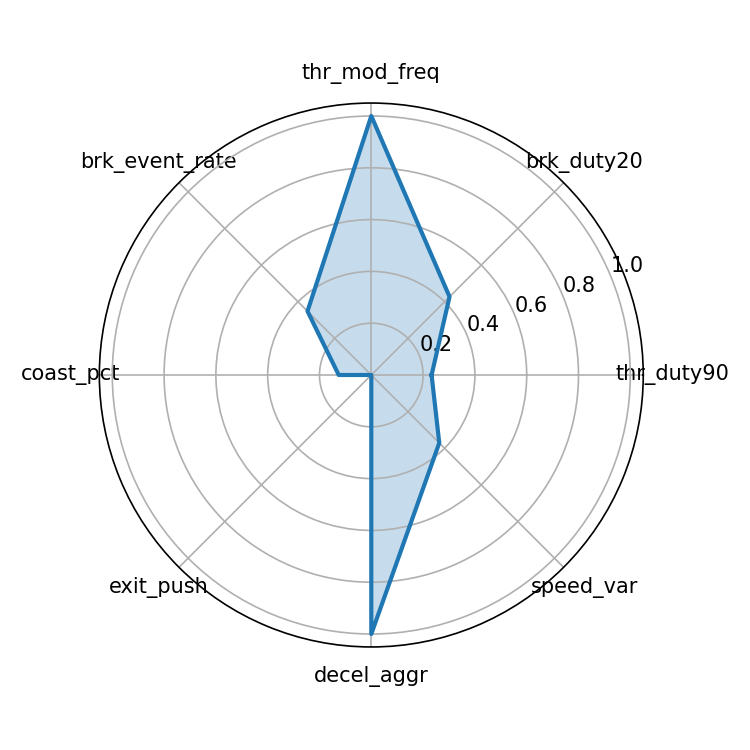 thr_mod_freq
brk_event_rate
brk_duty20
1.0
0.8
0.6
0.4
0.2
coast_pct
thr_duty90
exit_push
speed_var
decel_aggr